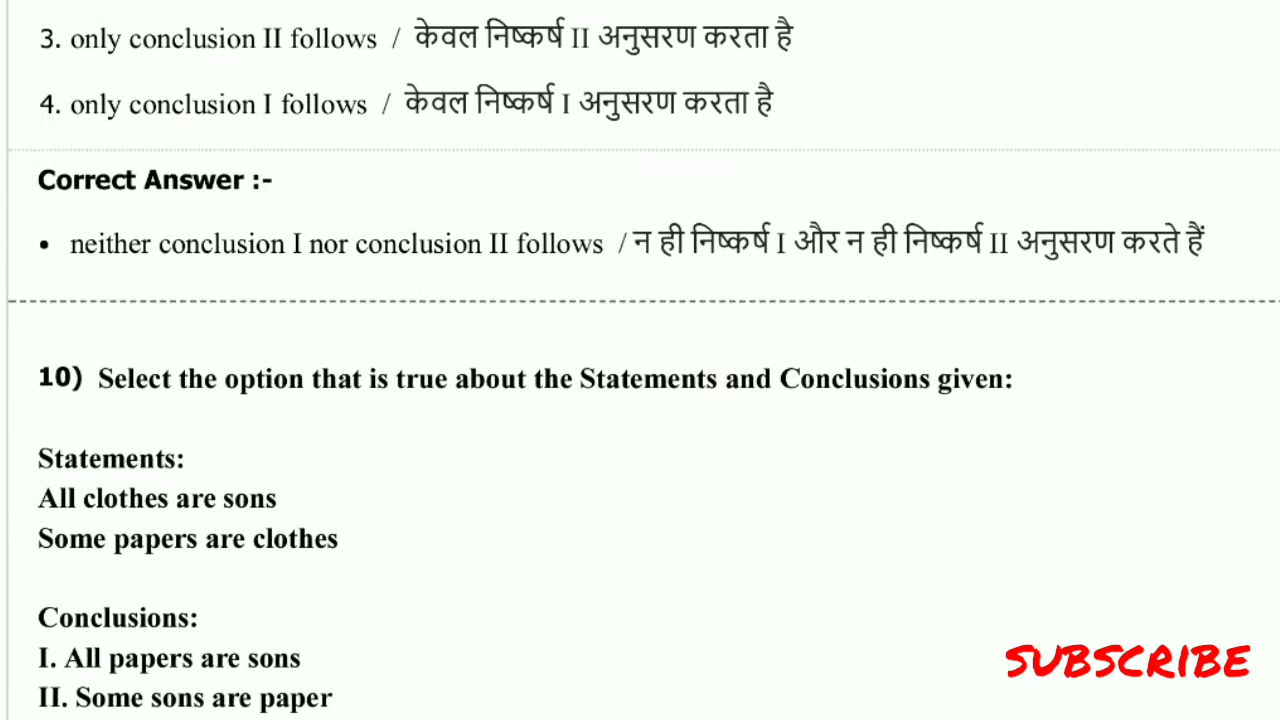 3. only conclusion II follows / केवल निष्कर्ष II अनुसरण करता है
4. only conclusion I follows / केवल निष्कर्ष I अनुसरण करता है
Correct Answer :-
• neither conclusion I nor conclusion II follows / न ही निष्कर्ष I और न ही निष्कर्ष II अनुसरण करते हैं
10) Select the option that is true about the Statements and Conclusions given:
Statements:
All clothes are sons
Some papers are clothes
Conclusions:
I. All papers are sons
II. Some sons are paper
SUBSCRIBE